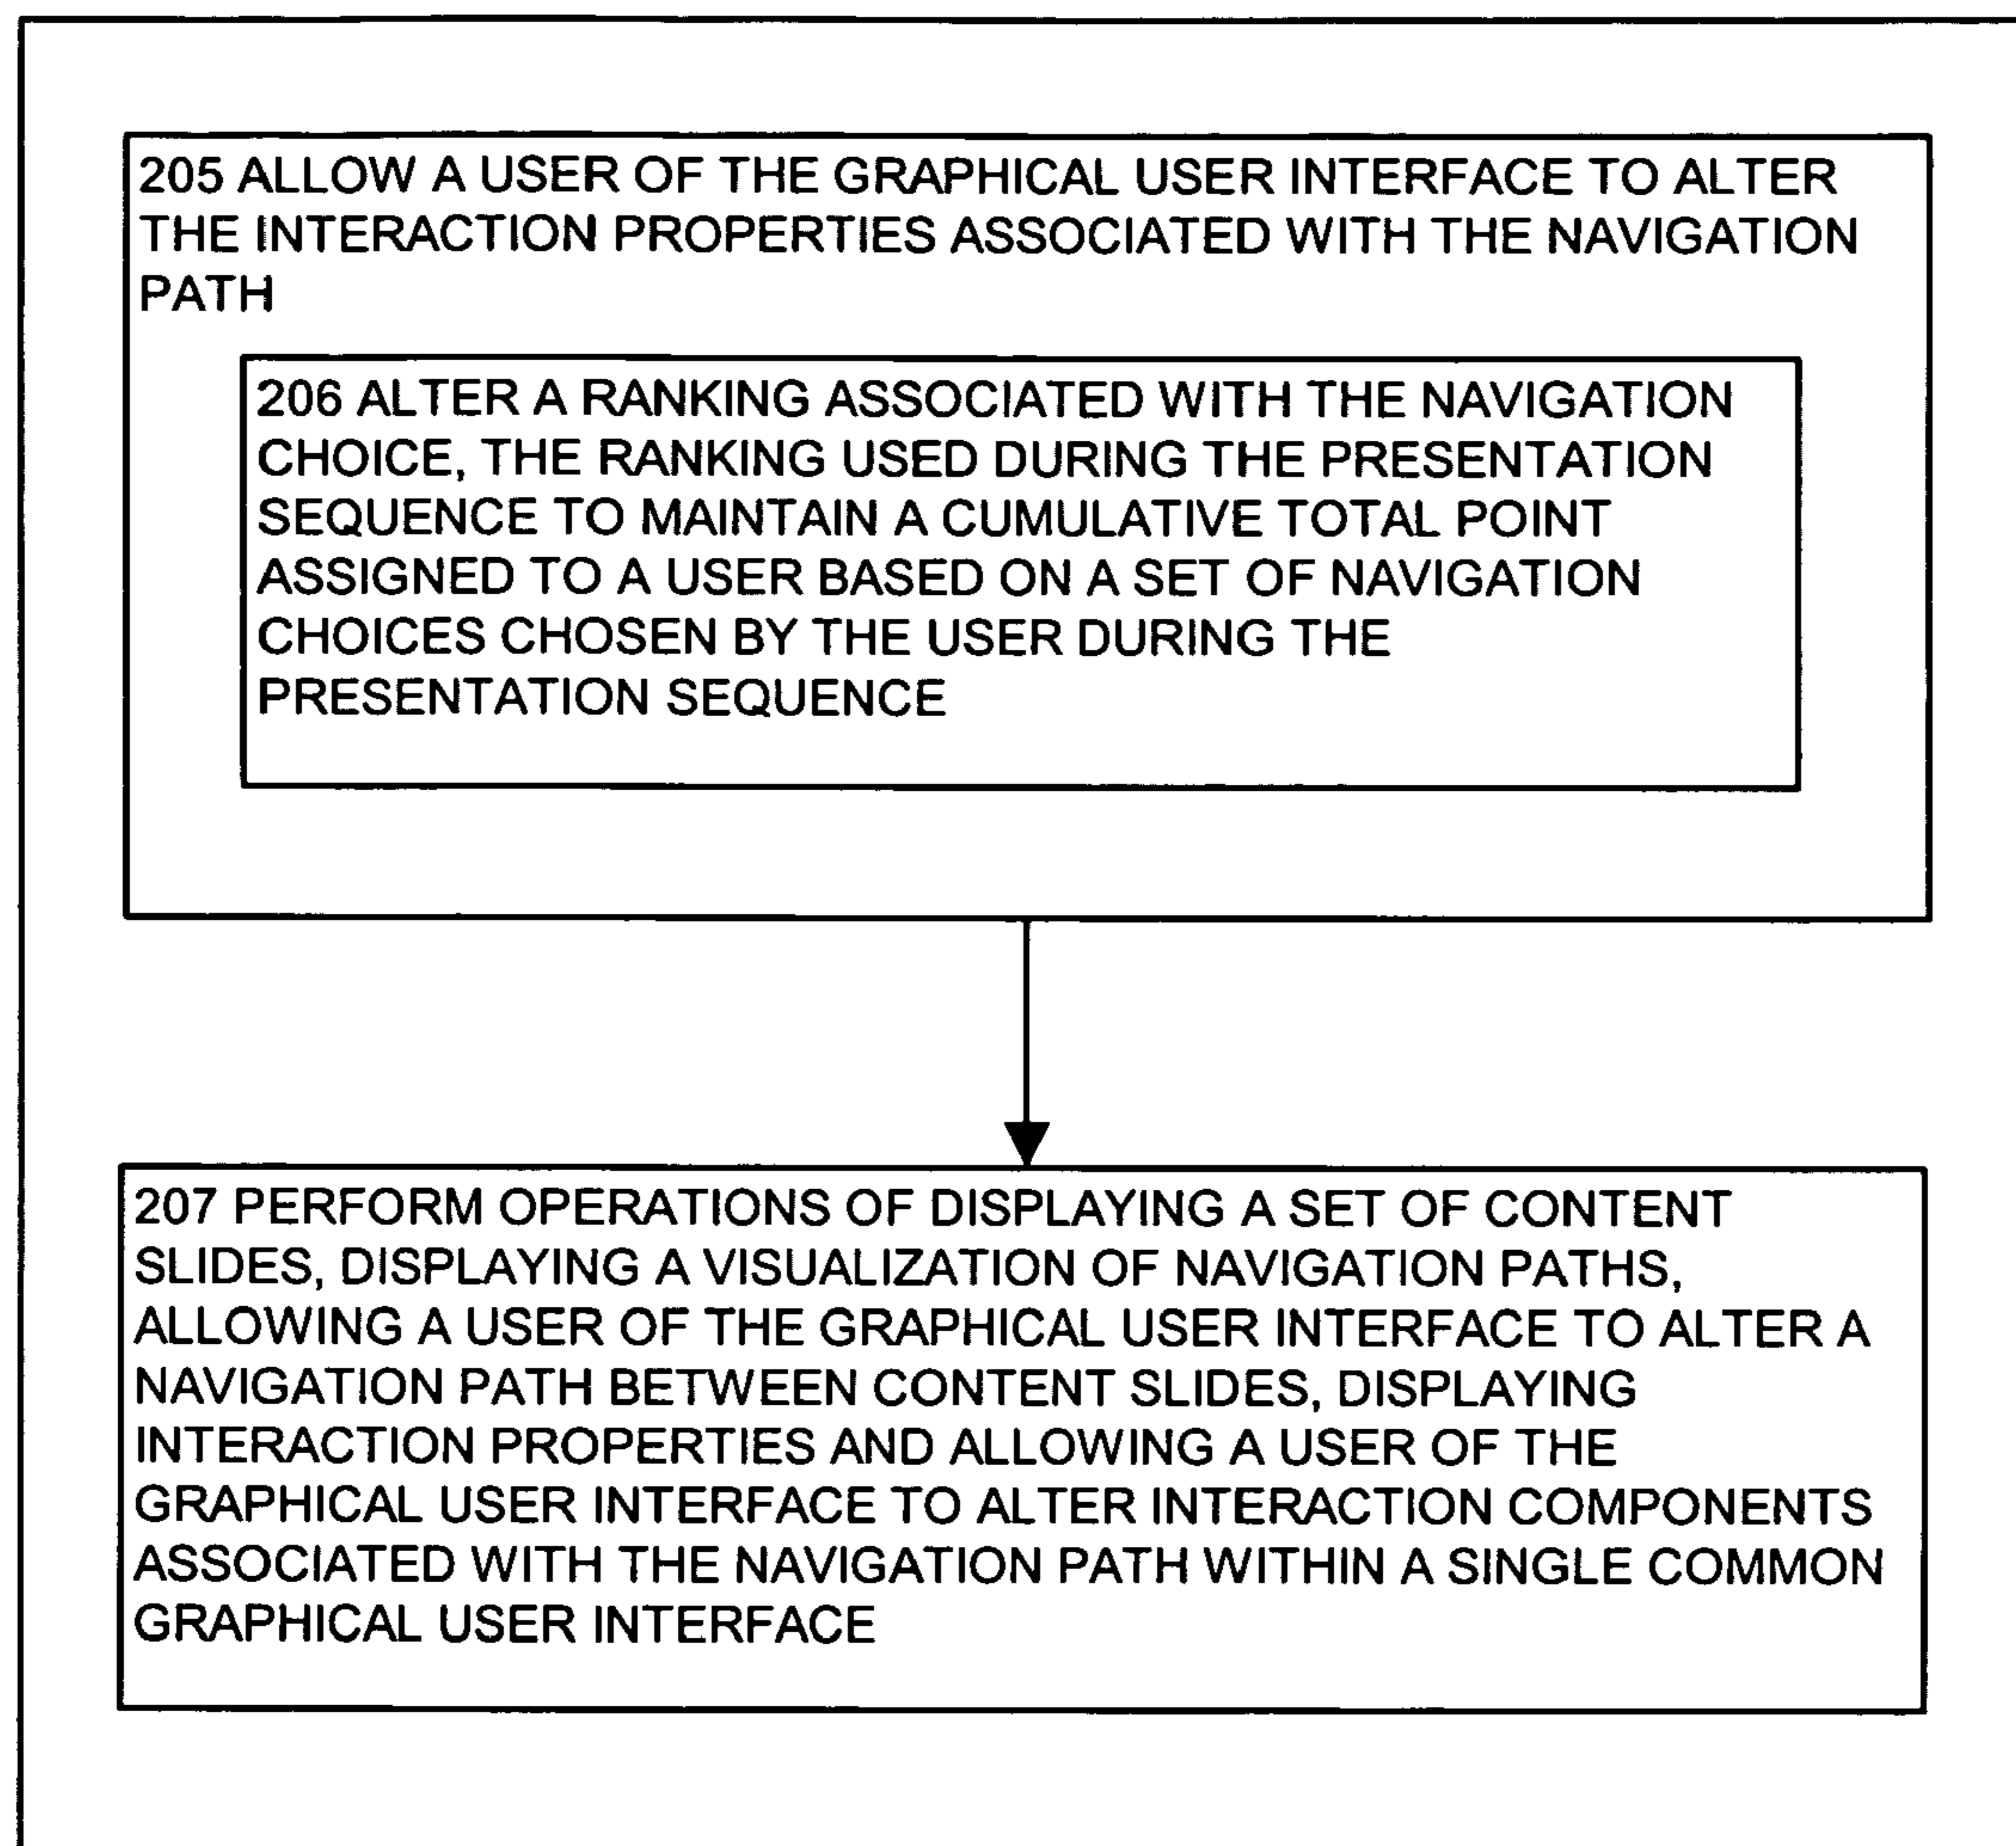 205 ALLOW A USER OF THE GRAPHICAL USER INTERFACE TO ALTER
THE INTERACTION PROPERTIES ASSOCIATED WITH THE NAVIGATION
PATH
206 ALTER A RANKING ASSOCIATED WITH THE NAVIGATION
CHOICE, THE RANKING USED DURING THE PRESENTATION
SEQUENCE TO MAINTAIN A CUMULATIVE TOTAL POINT
ASSIGNED TO A USER BASED ON A SET OF NAVIGATION
CHOICES CHOSEN BY THE USER DURING THE
PRESENTATION SEQUENCE
207 PERFORM OPERATIONS OF DISPLAYING A SET OF CONTENT
SLIDES, DISPLAYING A VISUALIZATION OF NAVIGATION PATHS,
ALLOWING A USER OF THE GRAPHICAL USER INTERFACE TO ALTER A
NAVIGATION PATH BETWEEN CONTENT SLIDES, DISPLAYING
INTERACTION PROPERTIES AND ALLOWING A USER OF THE
GRAPHICAL USER INTERFACE TO ALTER INTERACTION COMPONENTS
ASSOCIATED WITH THE NAVIGATION PATH WITHIN A SINGLE COMMON
GRAPHICAL USER INTERFACE